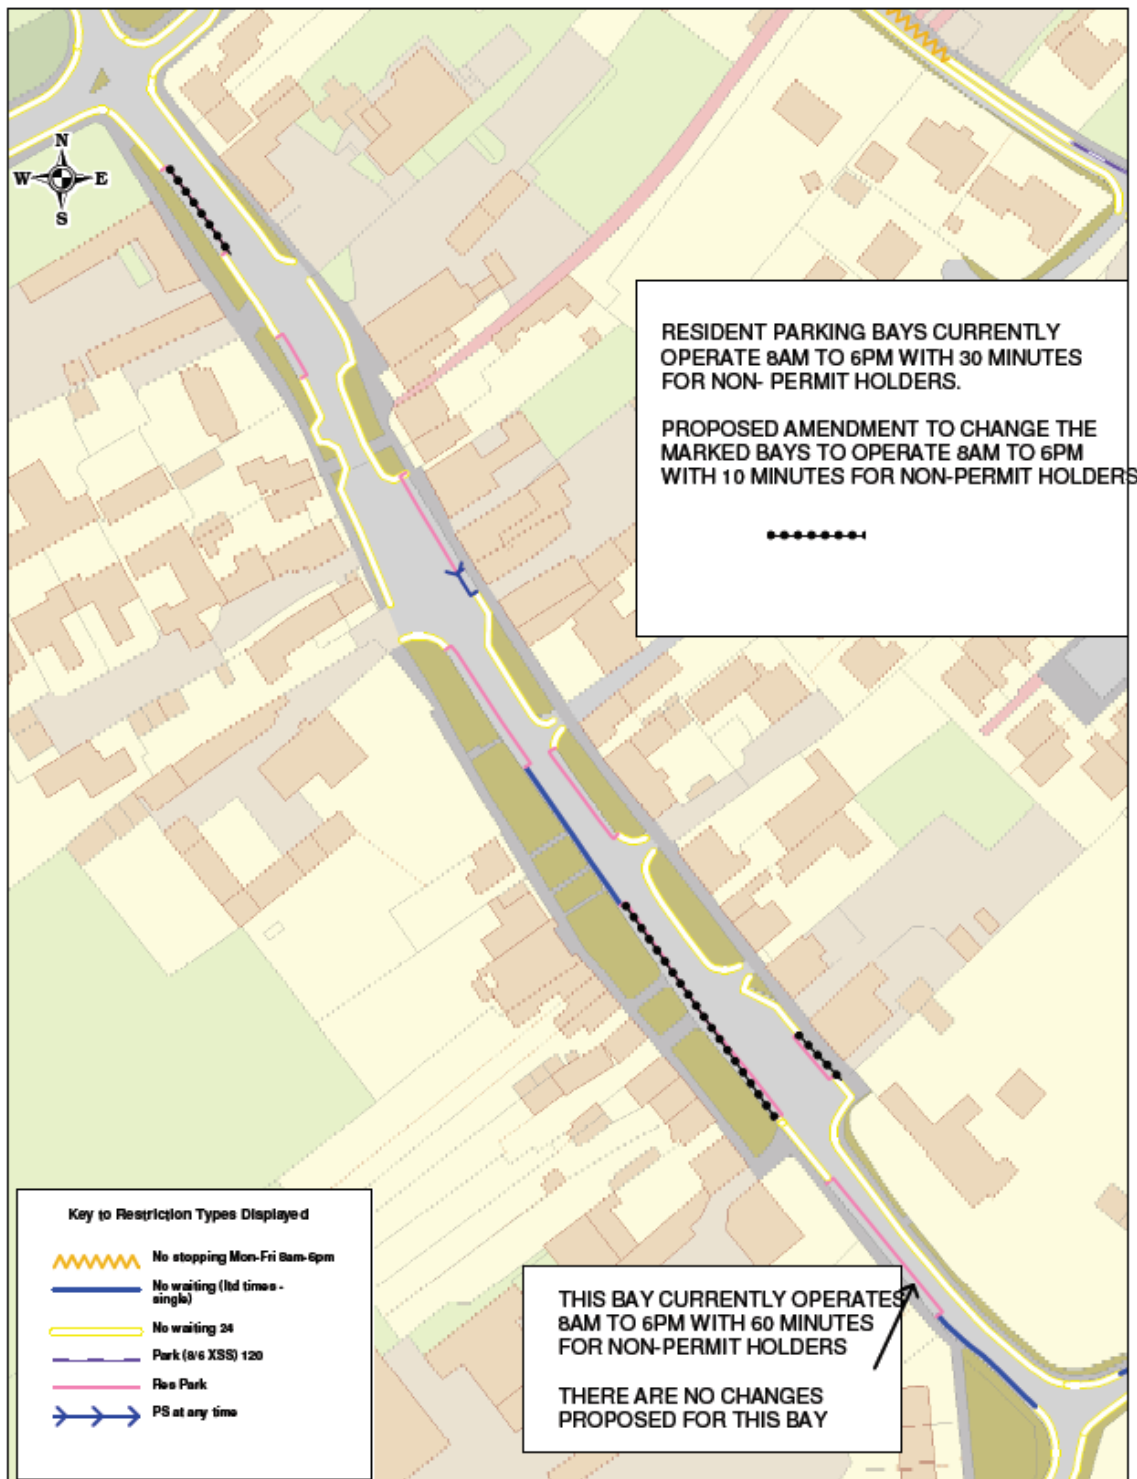 N
W E
S
RESIDENT PARKING BAYS CURRENTLY
OPERATE 8AM TO 6PM WITH 30 MINUTES
FOR NON- PERMIT HOLDERS.
PROPOSED AMENDMENT TO CHANGE THE
MARKED BAYS TO OPERATE 8AM TO 6PM
WITH 10 MINUTES FOR NON-PERMIT HOLDERS
Key to Restriction Types Displayed
No stopping Mon-Fri 8am-6pm
No waiting (ltd times -
single)
No waiting 24
Park (8/6 XSS) 120
Res Park
PS at any time
THIS BAY CURRENTLY OPERATES
8AM TO 6PM WITH 60 MINUTES
FOR NON-PERMIT HOLDERS
THERE ARE NO CHANGES
PROPOSED FOR THIS BAY